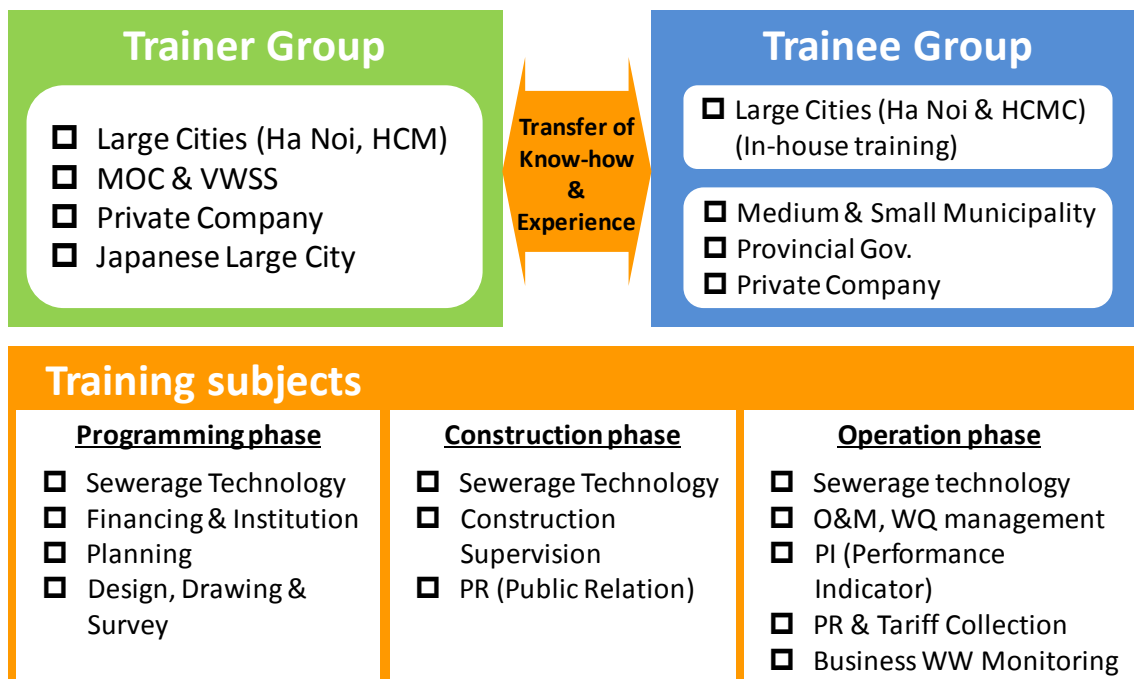 Trainer Group
Large Cities (Ha Noi, HCM)
MOC & VWSS
Private Company
Japanese Large City
Transfer of
Know-how
&
Experience
Trainee Group
Large Cities (Ha Noi & HCMC)
(In-house training)
Medium & Small Municipality
Provincial Gov.
Private Company
Training subjects
Programming phase
Sewerage Technology
Financing & Institution
Planning
Design, Drawing &
Survey
Construction phase
Sewerage Technology
Construction
Supervision
PR (Public Relation)
Operation phase
Sewerage technology
O&M, WQ management
PI (Performance
Indicator)
PR & Tariff Collection
Business WW Monitoring